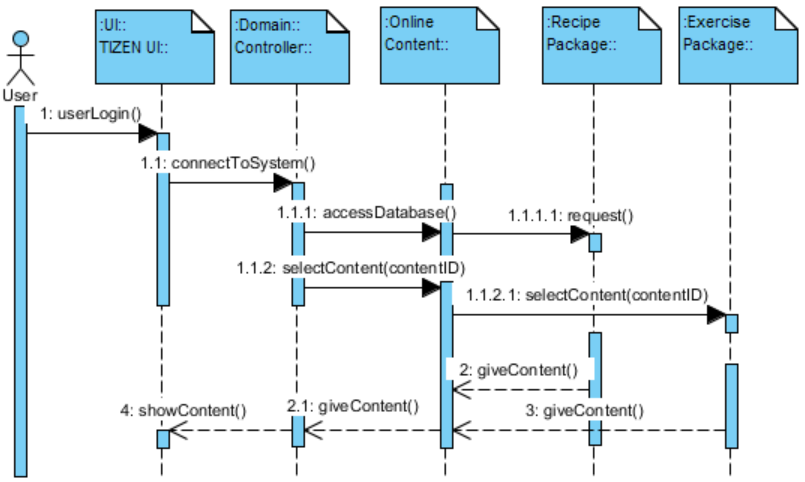 :UI::
TIZEN UI::
:Domain::
Controller::
:Online
Content::
:Recipe
Package::
:Exercise
Package::
User
1: userLogin()
1.1: connectToSystem()
1.1.1: accessDatabase()
1.1.1.1: request()
1.1.2: selectContent(contentID)
1.1.2.1: selectContent(contentID)
2: giveContent()
4: showContent()
2.1: giveContent()
3: giveContent()